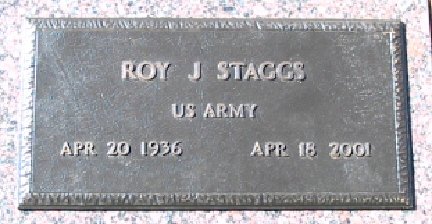 ROY J STAGGS
US ARMY
APR 20 1936 APR 18 2001